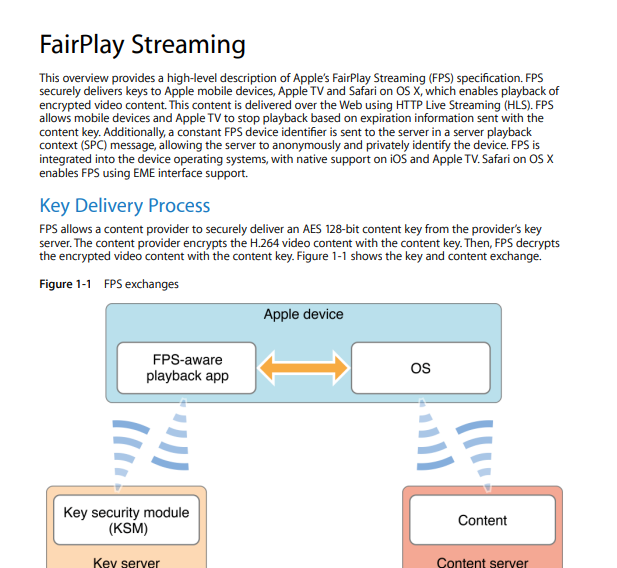 FairPlay Streaming
This overview provides a high-level description of Apple's FairPlay Streaming (FPS) specification. FPS
securely delivers keys to Apple mobile devices, Apple TV and Safari on OS X, which enables playback of
encrypted video content. This content is delivered over the Web using HTTP Live Streaming (HLS). FPS
allows mobile devices and Apple TV to stop playback based on expiration information sent with the
content key. Additionally, a constant FPS device identifier is sent to the server in a server playback
context (SPC) message, allowing the server to anonymously and privately identify the device. FPS is
integrated into the device operating systems, with native support on iOS and Apple TV. Safari on OS X
enables FPS using EME interface support.
Key Delivery Process
FPS allows a content provider to securely deliver an AES 128-bit content key from the provider's key
server. The content provider encrypts the H.264 video content with the content key. Then, FPS decrypts
the encrypted video content with the content key. Figure 1-1 shows the key and content exchange.
Figure 1-1 FPS exchanges
Apple device
FPS-aware
playback app
OS
Key security module
(KSM)
Key server
Content
Content server